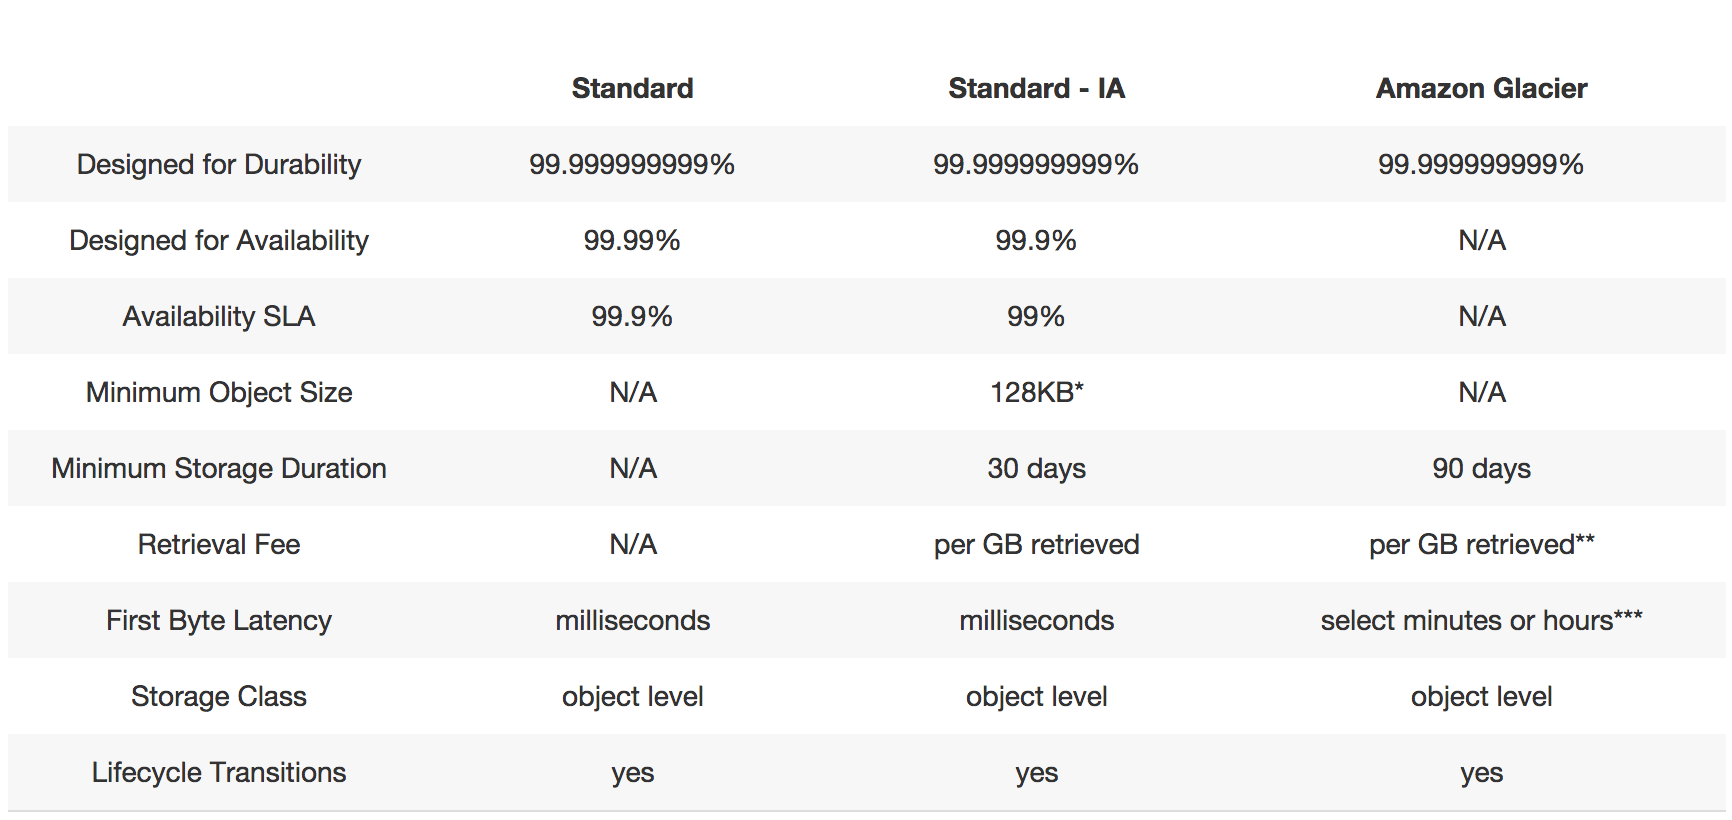 Standard Standard - IA Amazon Glacier
Designed for Durability 99.999999999% 99.999999999% 99.999999999%
Designed for Availability 99.99% 99.9% N/A
Availability SLA 99.9% 99% N/A
Minimum Object Size N/A 128KB* N/A
Minimum Storage Duration N/A 30 days 90 days
Retrieval Fee N/A per GB retrieved per GB retrieved**
First Byte Latency milliseconds milliseconds select minutes or hours***
Storage Class object level object level object level
Lifecycle Transitions yes yes yes